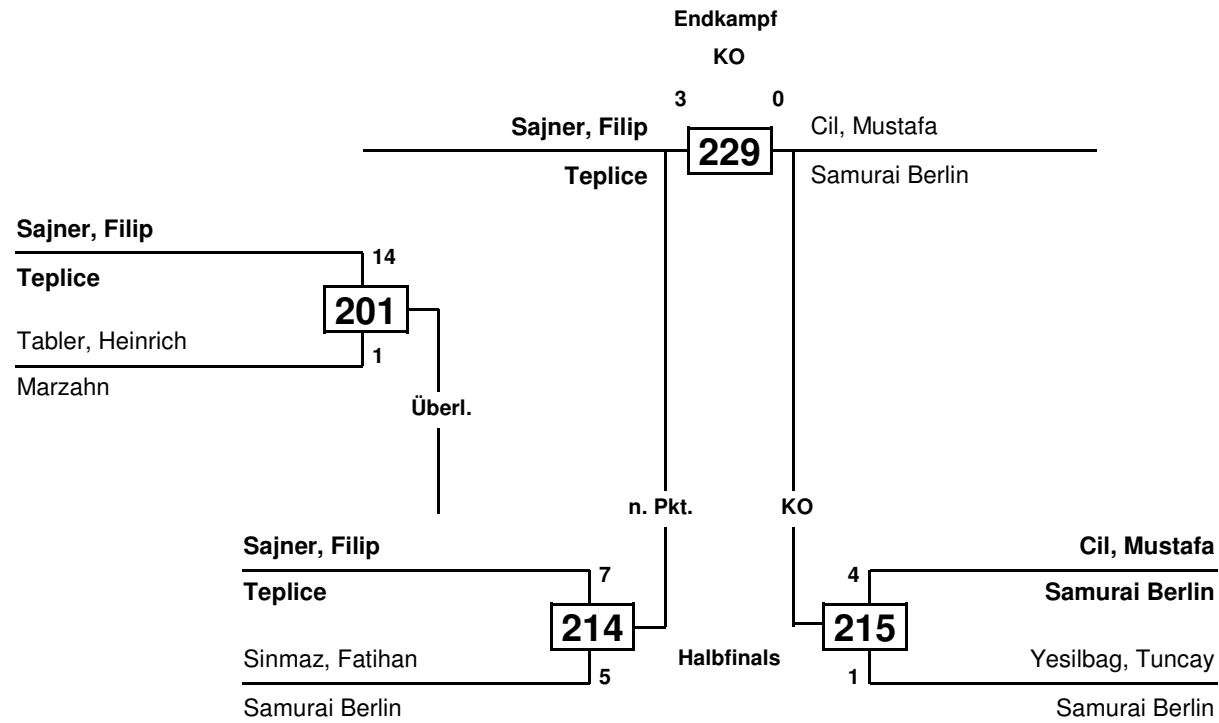 Endkampf
KO
3 0
Sajner, Filip 229 Cil, Mustafa
Teplice Samurai Berlin
Sajner, Filip
14
Teplice
201
Tabler, Heinrich
1
Marzahn
Überl.
n. Pkt. KO
Sajner, Filip Cil, Mustafa
7 4
Teplice Samurai Berlin
214 215
Sinmaz, Fatihan Halbfinals Yesilbag, Tuncay
5 1
Samurai Berlin Samurai Berlin